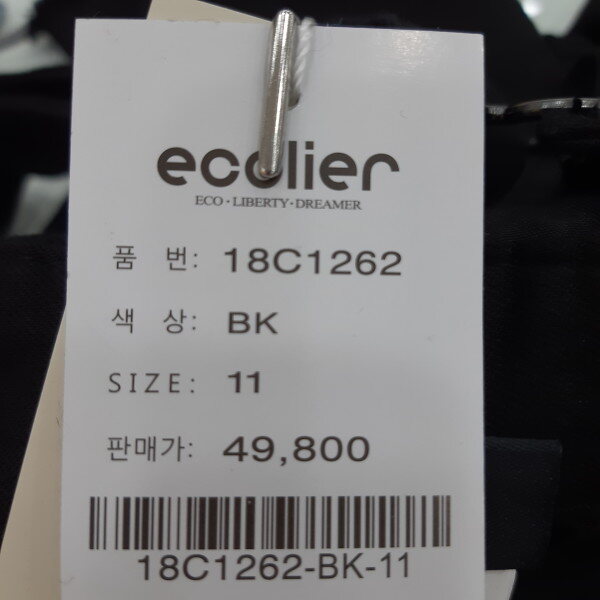 ecolier
ECO·LIBERTY·DREAMER
품 번: 18C1262
색 상: BK
SIZE: 11
판매가: 49,800
18C1262-BK-11